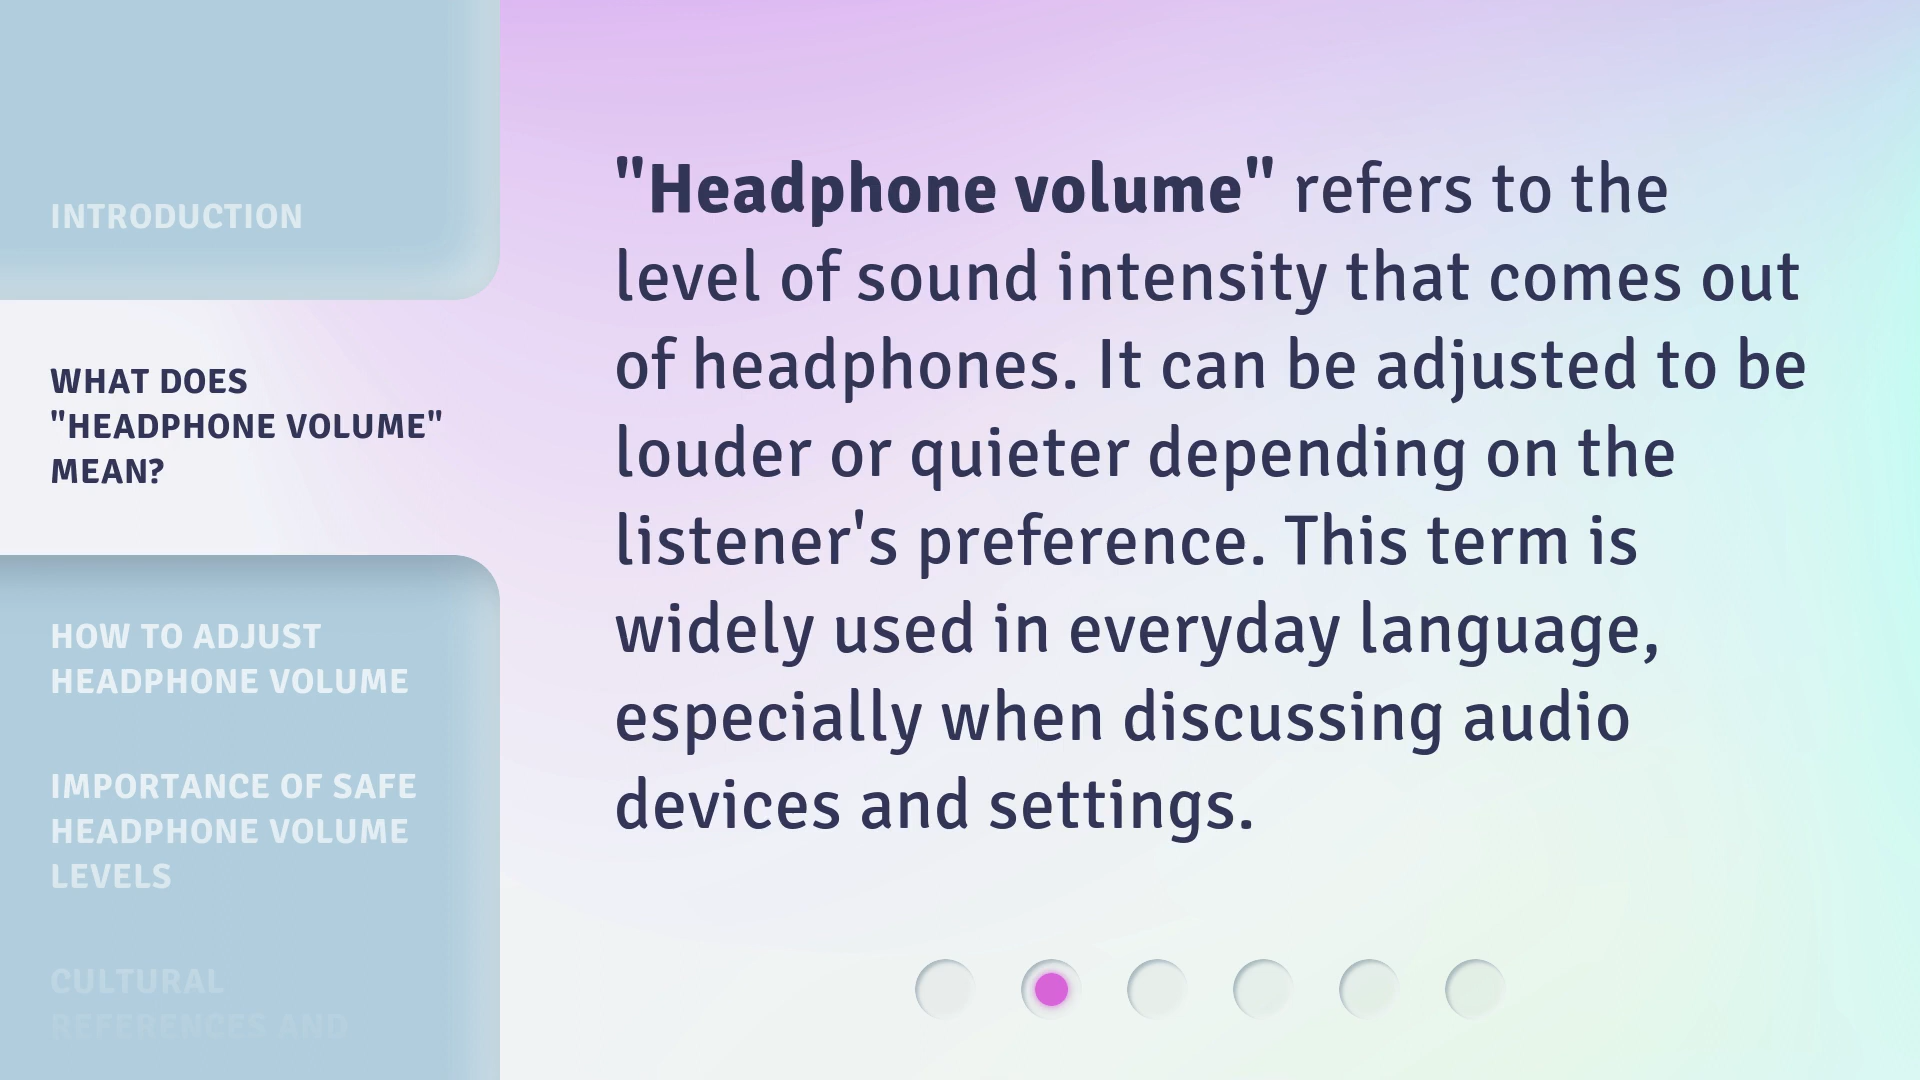 INTRODUCTION
WHAT DOES
"HEADPHONE VOLUME"
MEAN?
HOW TO ADJUST
HEADPHONE VOLUME
IMPORTANCE OF SAFE
HEADPHONE VOLUME
LEVELS
CULTURAL
REFERENCES AND
"Headphone volume" refers to the
level of sound intensity that comes out
of headphones. It can be adjusted to be
louder or quieter depending on the
listener's preference. This term is
widely used in everyday language,
especially when discussing audio
devices and settings.